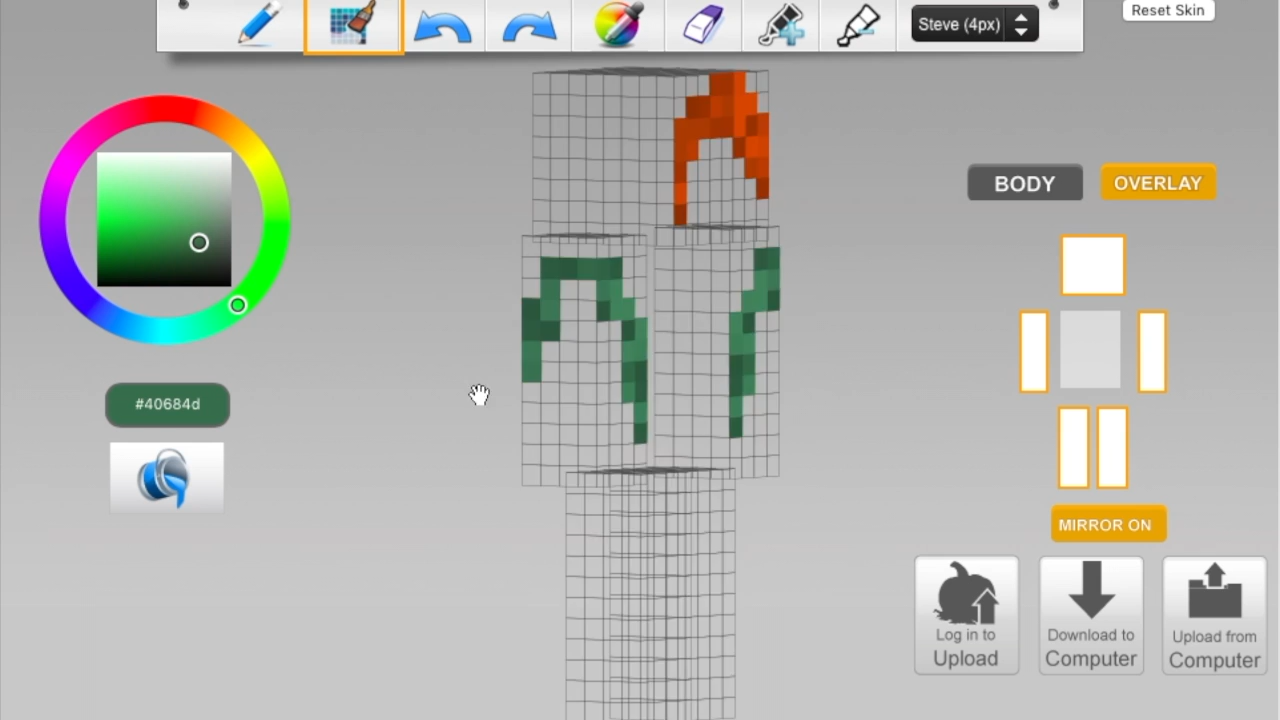 Steve (4px)
Reset Skin
BODY
OVERLAY
#40684d
MIRROR ON
Log in to
Upload
Download to
Computer
Upload from
Computer